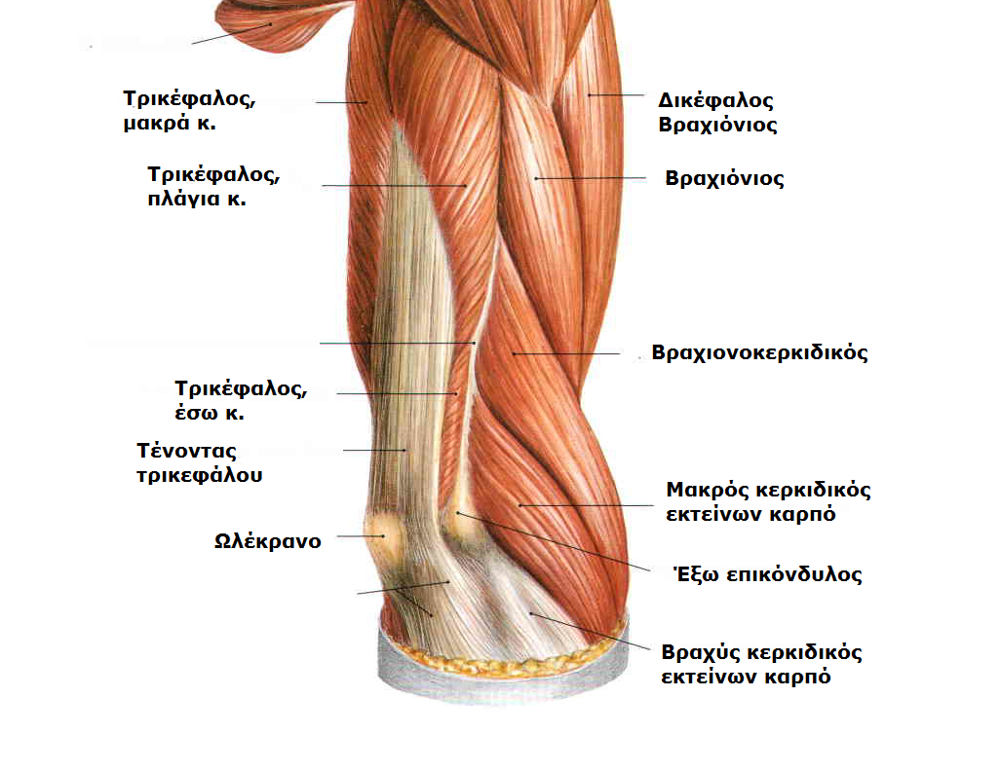 Τρικέφαλος,
μακρά κ.
Τρικέφαλος,
πλάγια κ.
Τρικέφαλος,
έσω κ.
Τένοντας
τρικεφάλου
Ωλέκρανο
Δικέφαλος
Βραχιόνιος
Βραχιόνιος
Βραχιονοκερκιδικός
Μακρός κερκιδικός
εκτείνων καρπό
Έξω επικόνδυλος
Βραχύς κερκιδικός
εκτείνων καρπό